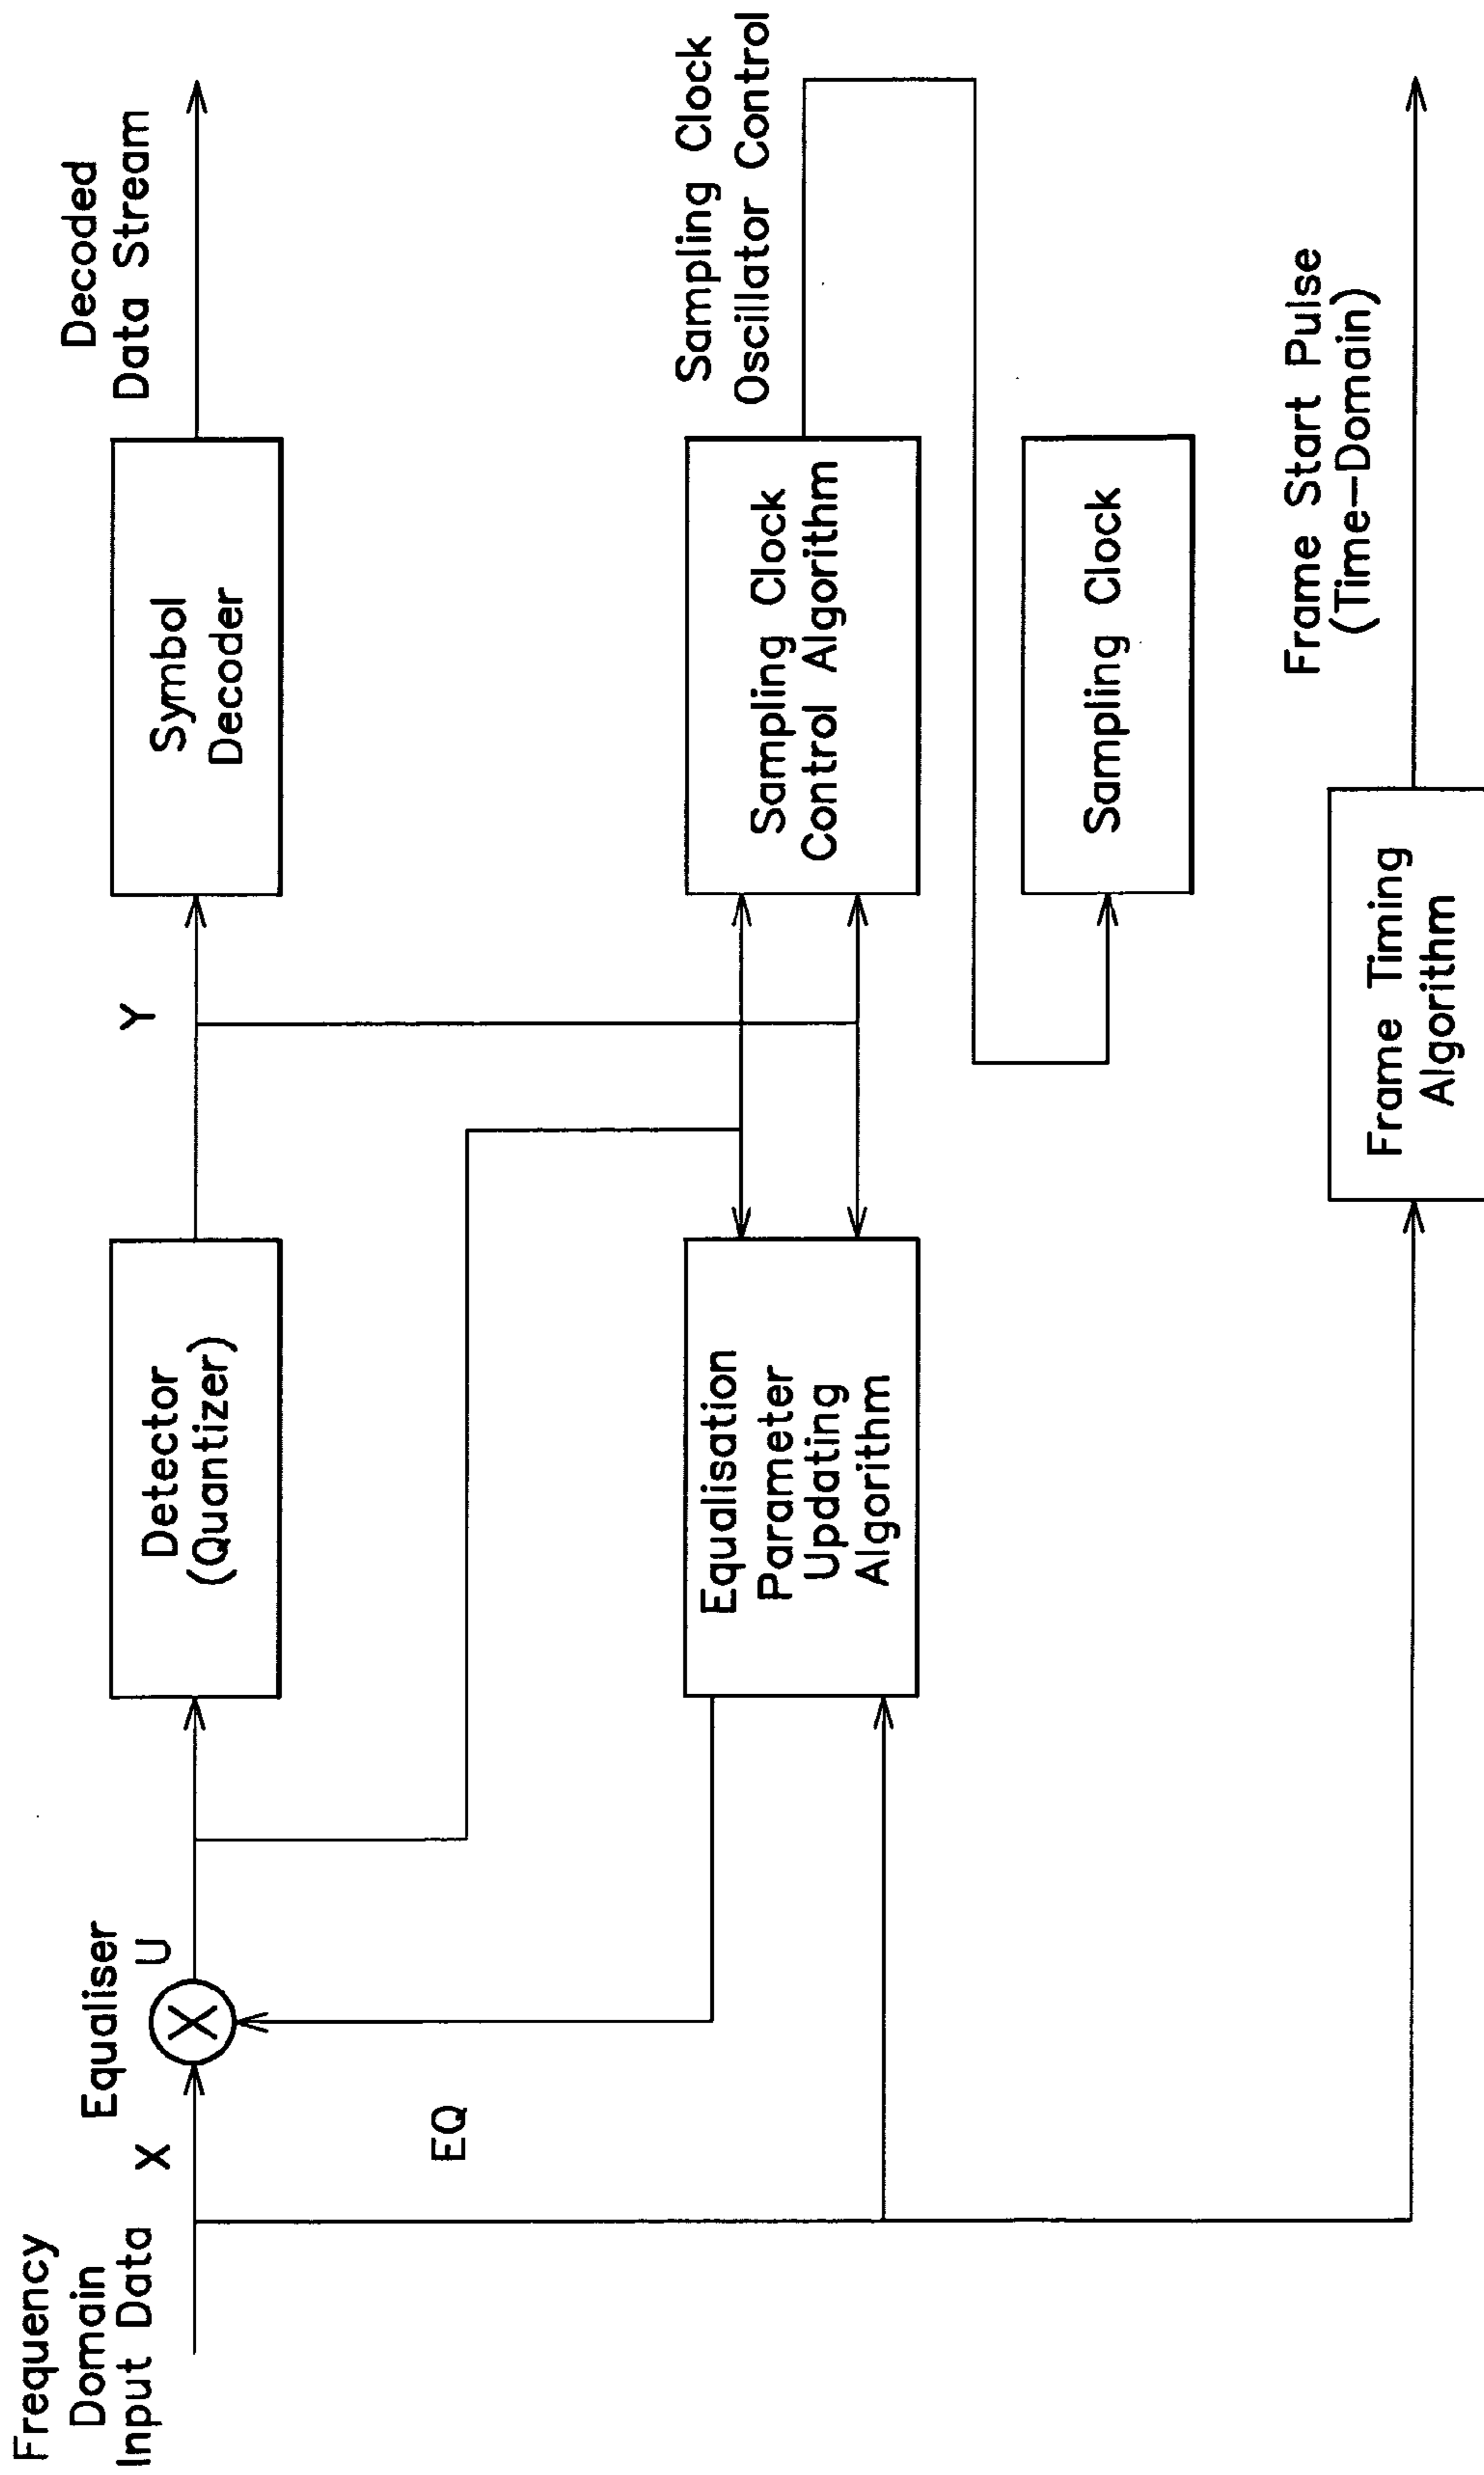 Frequency
Domain
Input Data
X
Equaliser
U
Detector
(Quantizer)
Y
Symbol
Decoder
Decoded
Data Stream
EQ
Equalisation
Parameter
Updating
Algorithm
Sampling Clock
Control Algorithm
Sampling Clock
Oscillator Control
Sampling Clock
Frame Timing
Algorithm
Frame Start Pulse
(Time-Domain)